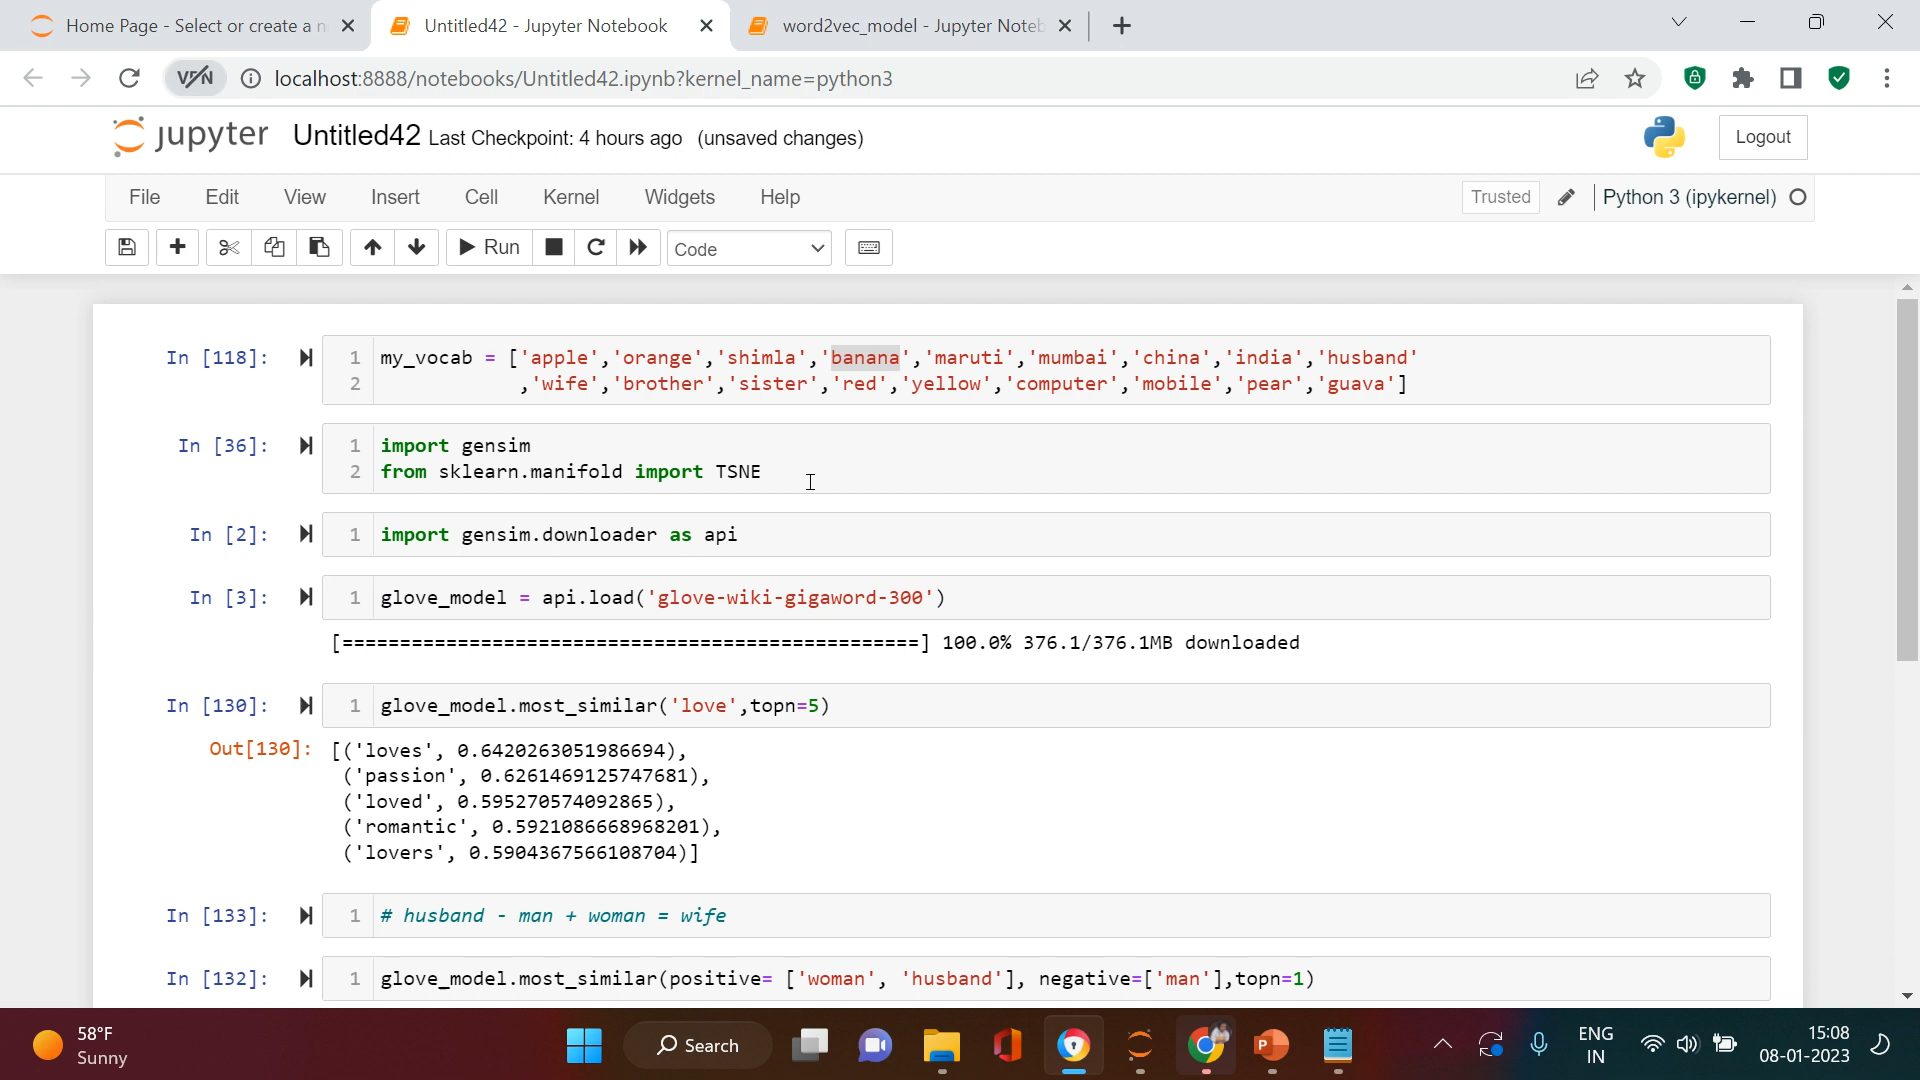 Home Page - Select or create a n
Untitled42 - Jupyter Notebook
word2vec_model - Jupyter Noteb
VPN
localhost:8888/notebooks/Untitled42.ipynb?kernel_name=python3
jupyter Untitled42 Last Checkpoint: 4 hours ago (unsaved changes)
Logout
File Edit View Insert Cell Kernel Widgets Help
Trusted Python 3 (ipykernel)
Run Code
In [118]: 1 my_vocab = ['apple','orange','shimla','banana','maruti','mumbai','china','india','husband'
2 ,'wife','brother','sister','red','yellow','computer','mobile','pear','guava']
In [36]: 1 import gensim
2 from sklearn.manifold import TSNE
In [2]: 1 import gensim.downloader as api
In [3]: 1 glove_model = api.load('glove-wiki-gigaword-300')
[==================================================] 100.0% 376.1/376.1MB downloaded
In [130]: 1 glove_model.most_similar('love',topn=5)
Out[130]: [('loves', 0.6420263051986694),
('passion', 0.6261469125747681),
('loved', 0.595270574092865),
('romantic', 0.5921086668968201),
('lovers', 0.5904367566108704)]
In [133]: 1 # husband - man + woman = wife
In [132]: 1 glove_model.most_similar(positive= ['woman', 'husband'], negative=['man'],topn=1)
58°F
Sunny
Search
ENG
IN
15:08
08-01-2023